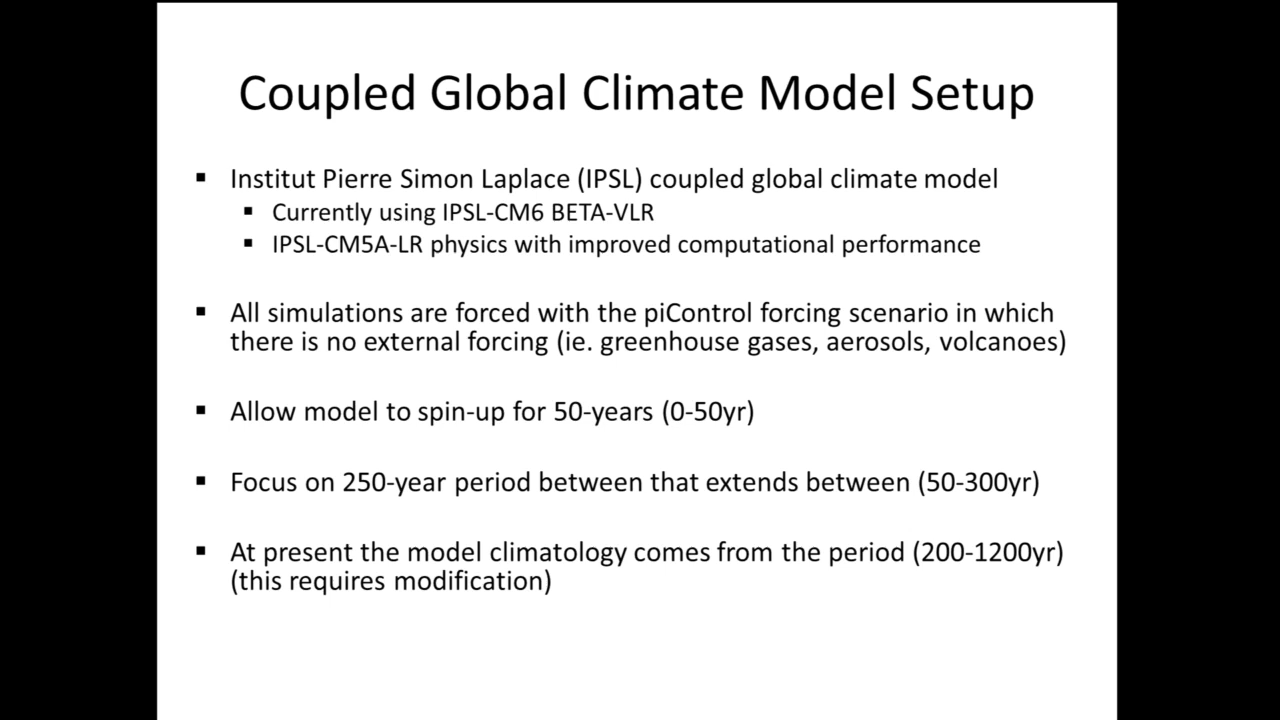 Coupled Global Climate Model Setup
▪ Institut Pierre Simon Laplace (IPSL) coupled global climate model
▪ Currently using IPSL-CM6 BETA-VLR
▪ IPSL-CM5A-LR physics with improved computational performance
▪ All simulations are forced with the piControl forcing scenario in which
there is no external forcing (ie. greenhouse gases, aerosols, volcanoes)
▪ Allow model to spin-up for 50-years (0-50yr)
▪ Focus on 250-year period between that extends between (50-300yr)
▪ At present the model climatology comes from the period (200-1200yr)
(this requires modification)